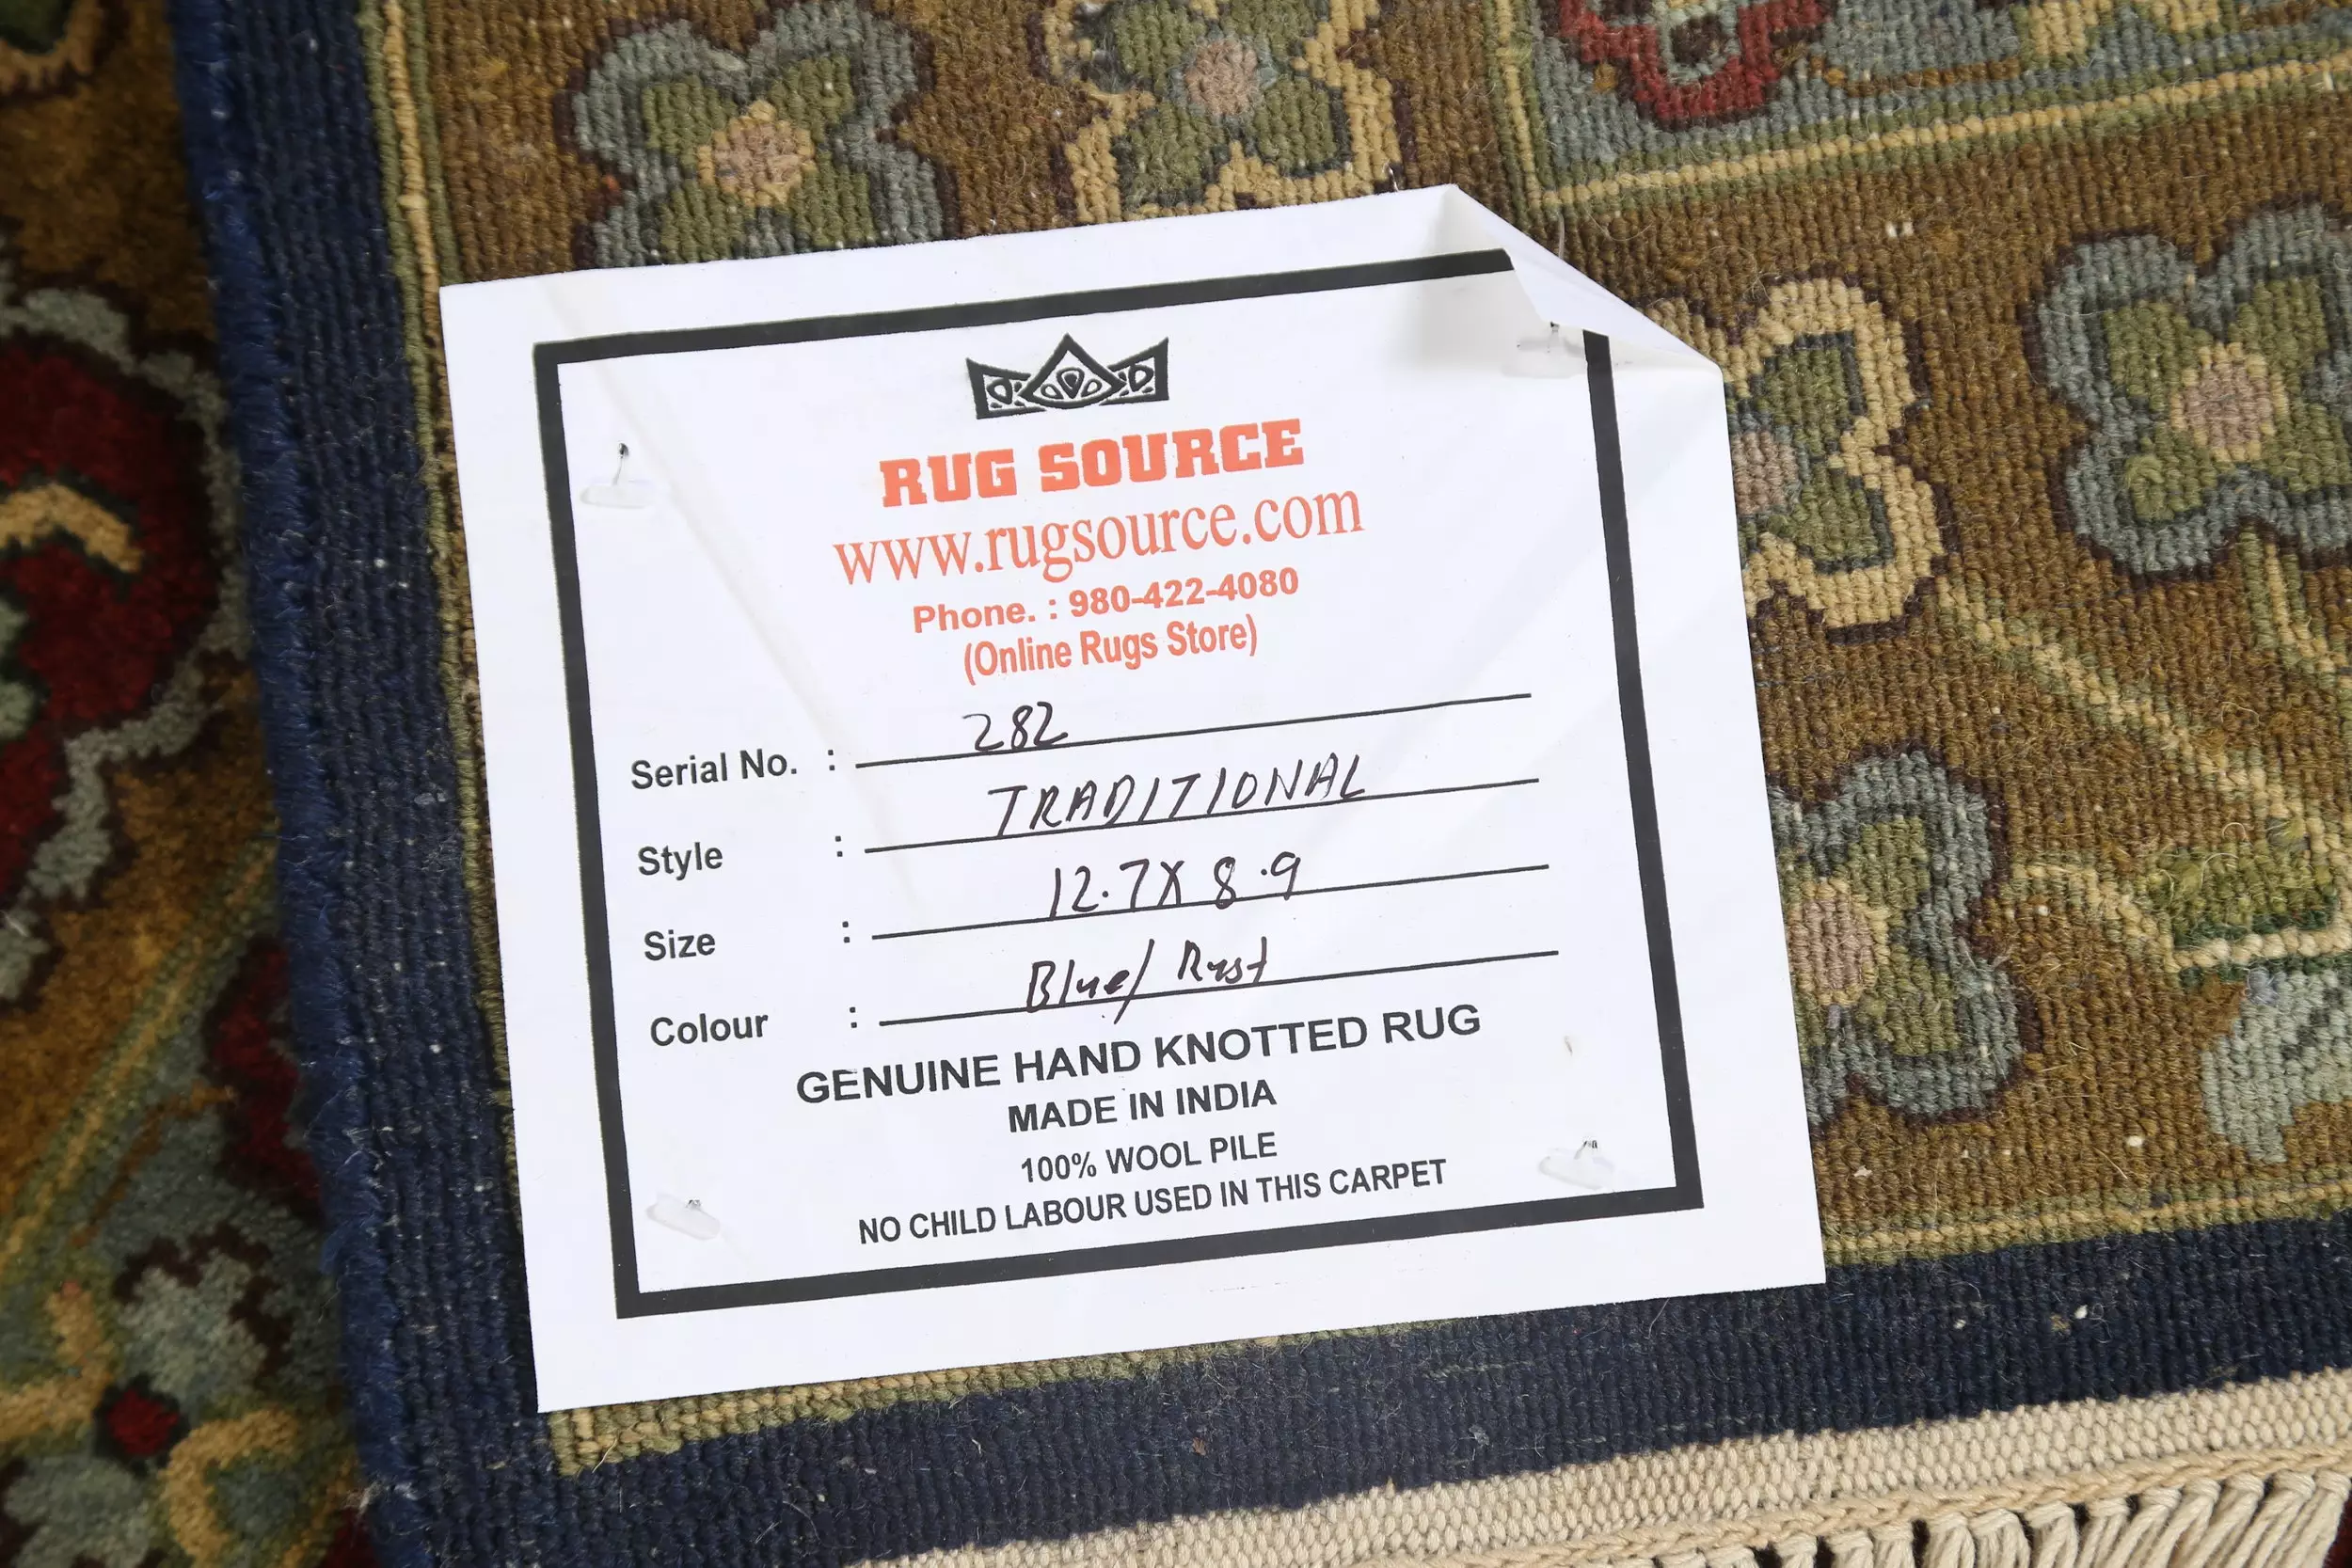 RUG SOURCE
www.rugsource.com
Phone. : 980-422-4080
(Online Rugs Store)
Serial No. : 282
Style : TRADITIONAL
Size : 12.7X 8.9
Colour : Blue/ Rust
GENUINE HAND KNOTTED RUG
MADE IN INDIA
100% WOOL PILE
NO CHILD LABOUR USED IN THIS CARPET